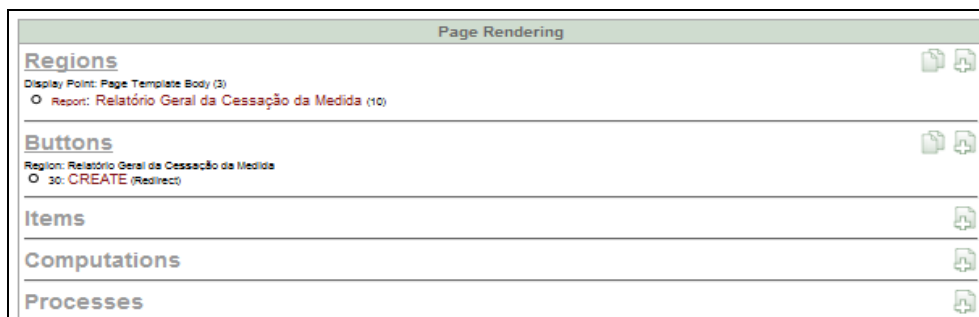 Page Rendering
Regions
Display Point: Page Template Body (3)
Report: Relatório Geral da Cessação da Medida (10)
Buttons
Region: Relatório Geral da Cessação da Medida
30: CREATE (Redirect)
Items
Computations
Processes